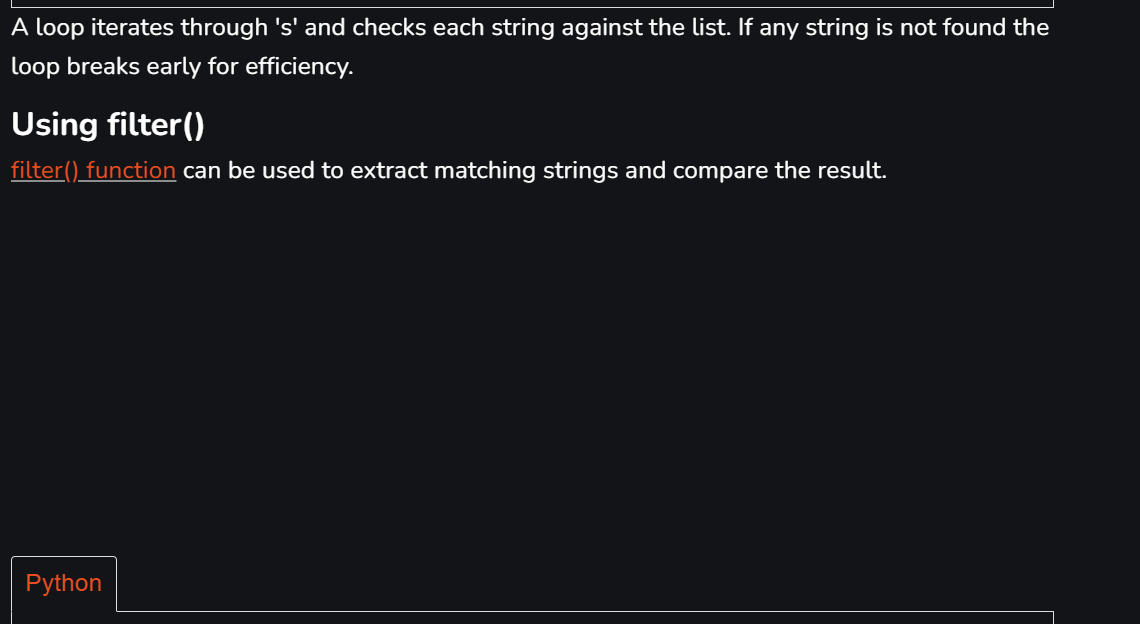 A loop iterates through 's' and checks each string against the list. If any string is not found the
loop breaks early for efficiency.
Using filter()
filter() function can be used to extract matching strings and compare the result.
Python